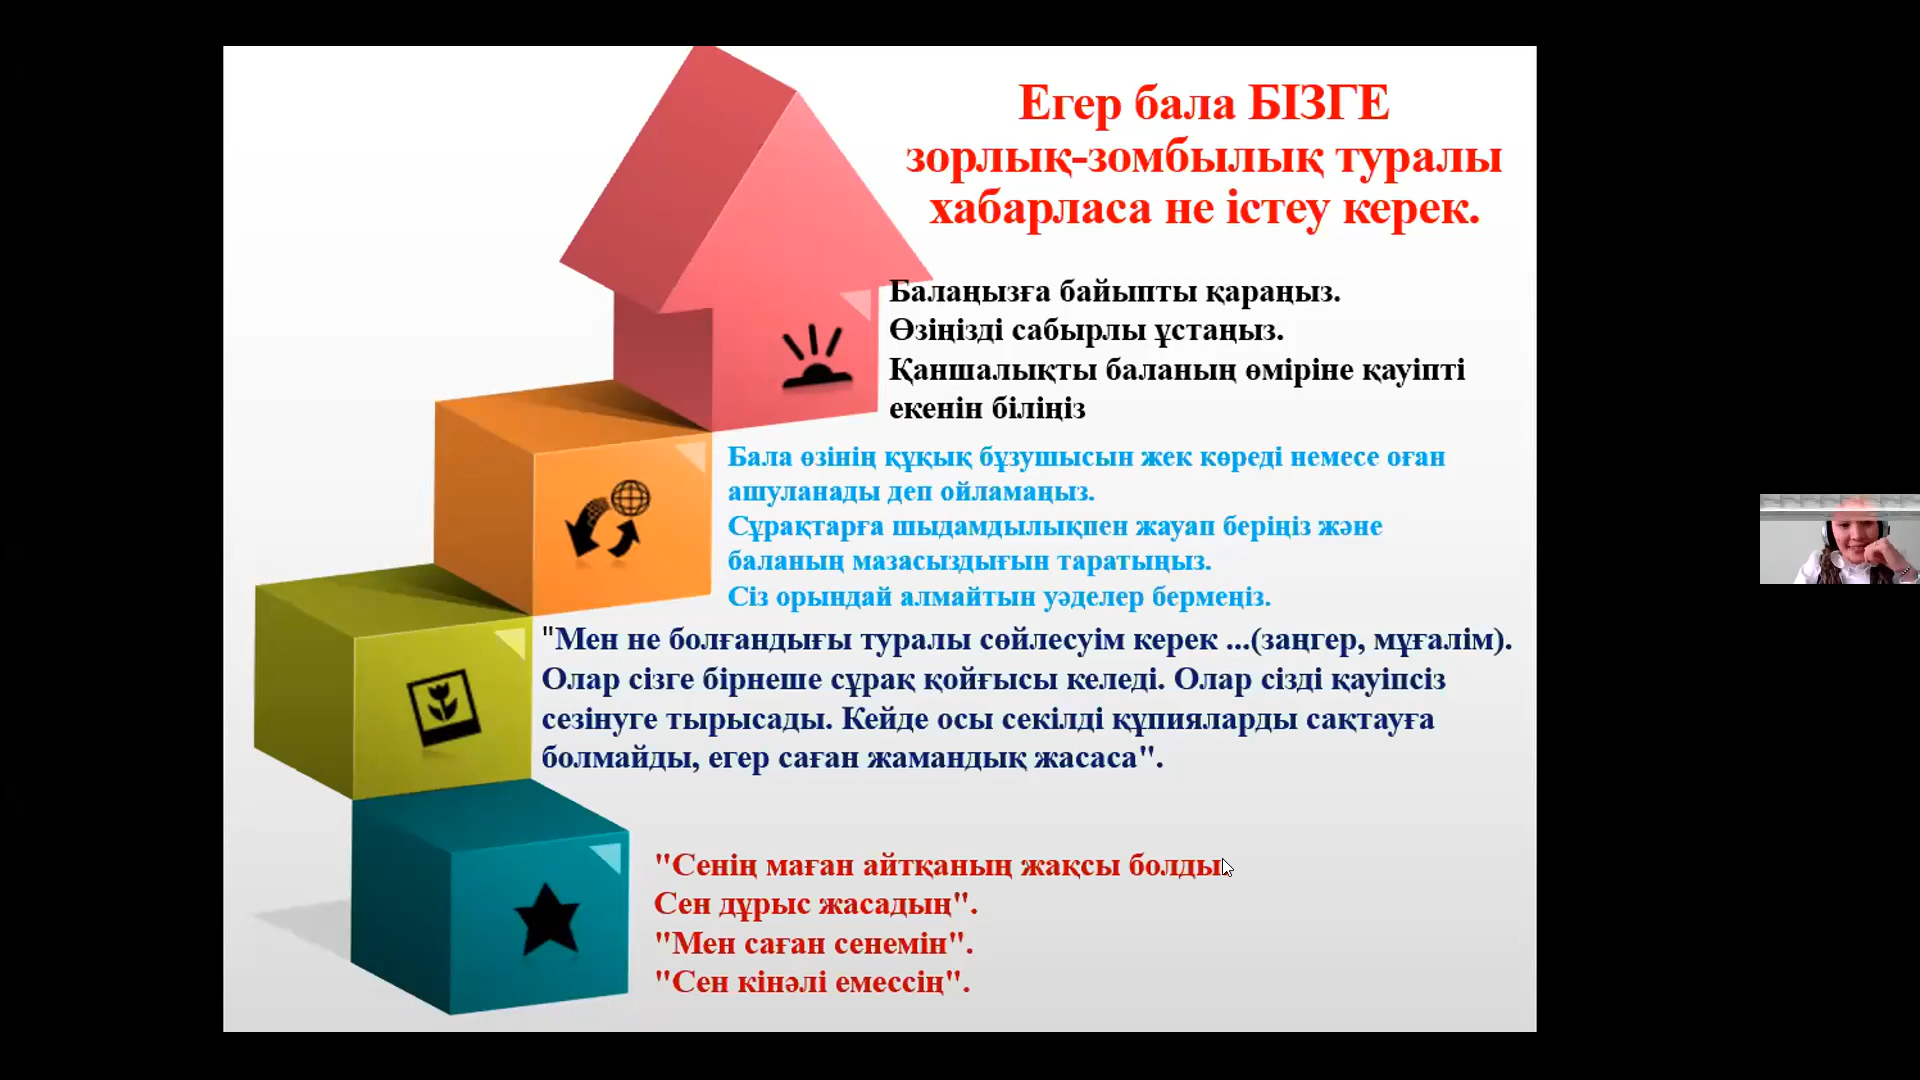 Егер бала БІЗГЕ
зорлық-зомбылық туралы
хабарласа не істеу керек.
Балаңызға байыпты қараңыз.
Өзіңізді сабырлы ұстаңыз.
Қаншалықты баланың өміріне қауіпті
екенін біліңіз
Бала өзінің құқық бұзушысын жек көреді немесе оған
ашуланады деп ойламаңыз.
Сұрақтарға шыдамдылықпен жауап беріңіз және
баланың мазасыздығын таратыңыз.
Сіз орындай алмайтын уәделер бермеңіз.
"Мен не болғандығы туралы сөйлесуім керек ...(заңгер, мұғалім).
Олар сізге бірнеше сұрақ қойғысы келеді. Олар сізді қауіпсіз
сезінуге тырысады. Кейде осы секілді құпияларды сақтауға
болмайды, егер саған жамандық жасаса".
"Сенің маған айтқаның жақсы болды.
Сен дұрыс жасадың".
"Мен саған сенемін".
"Сен кінәлі емессің".